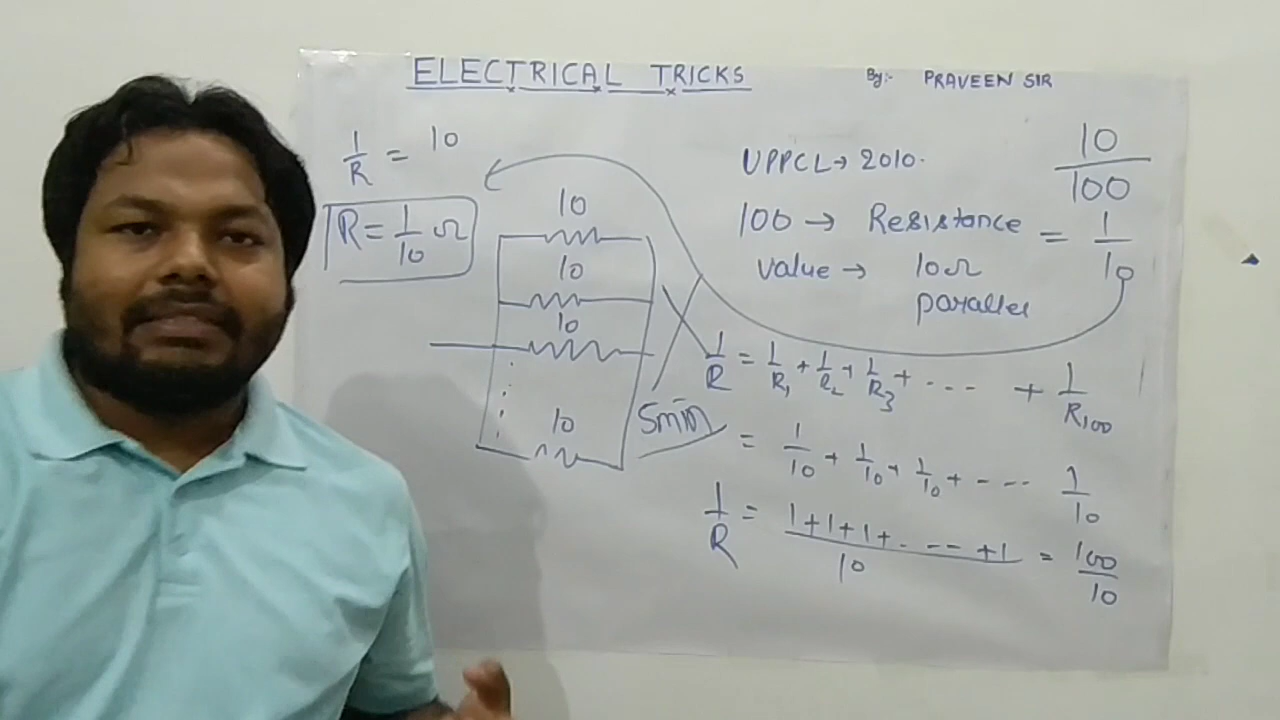 ELECTRICAL TRICKS
By:- PRAVEEN SIR
1/R = 10
R = 1/10 Ω
10
10
10
10
5min
UPPCL → 2010.
100 → Resistance
value → 10Ω
parallel
10/100
= 1/10
1/R = 1/R1 + 1/R2 + 1/R3 + - - - - + 1/R100
= 1/10 + 1/10 + 1/10 + - - - - 1/10
1/R = 1+1+1+ - - - - +1/10 = 100/10